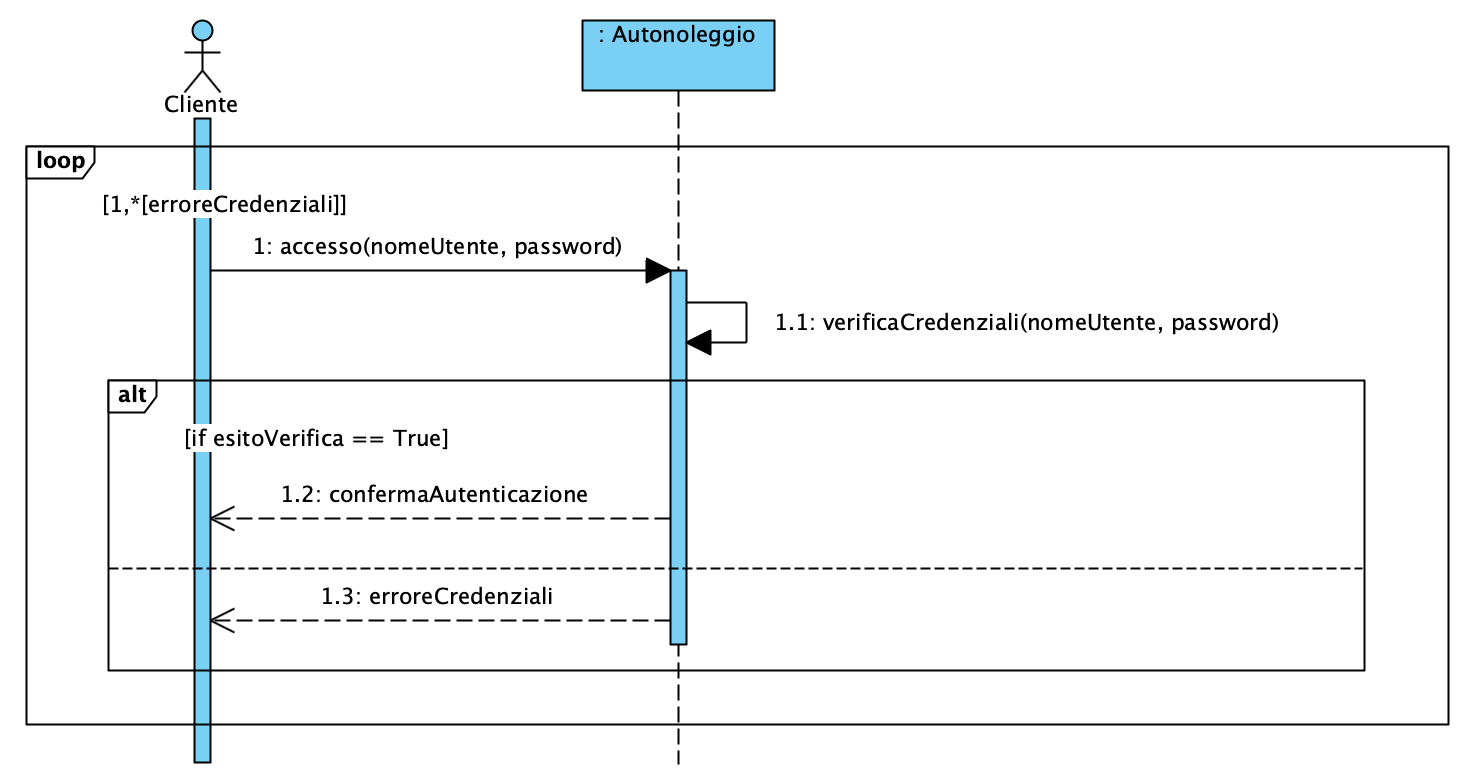 : Autonoleggio
Cliente
loop
[1,*[erroreCredenziali]]
1: accesso(nomeUtente, password)
1.1: verificaCredenziali(nomeUtente, password)
alt
[if esitoVerifica == True]
1.2: confermaAutenticazione
1.3: erroreCredenziali